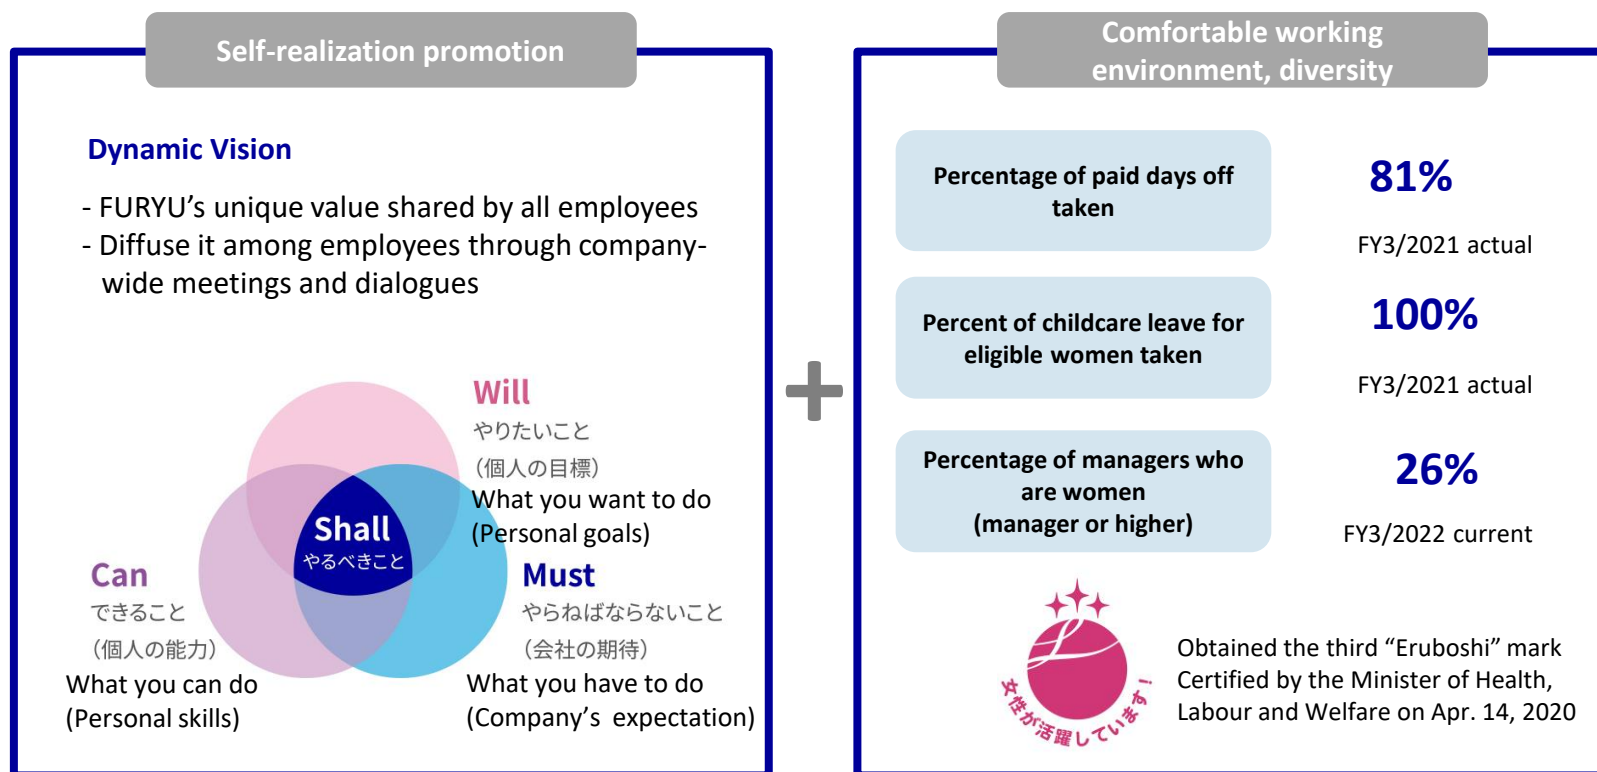 Self-realization promotion
Dynamic Vision
- FURYU’s unique value shared by all employees
- Diffuse it among employees through company-
wide meetings and dialogues
Will
やりたいこと
（個人の目標）
What you want to do
(Personal goals)
Shall
やるべきこと
Can
できること
（個人の能力）
What you can do
(Personal skills)
Must
やらねばならないこと
（会社の期待）
What you have to do
(Company’s expectation)
+
Comfortable working
environment, diversity
Percentage of paid days off
taken
81%
FY3/2021 actual
Percent of childcare leave for
eligible women taken
100%
FY3/2021 actual
Percentage of managers who
are women
(manager or higher)
26%
FY3/2022 current
女性が活躍しています！
Obtained the third “Eruboshi” mark
Certified by the Minister of Health,
Labour and Welfare on Apr. 14, 2020